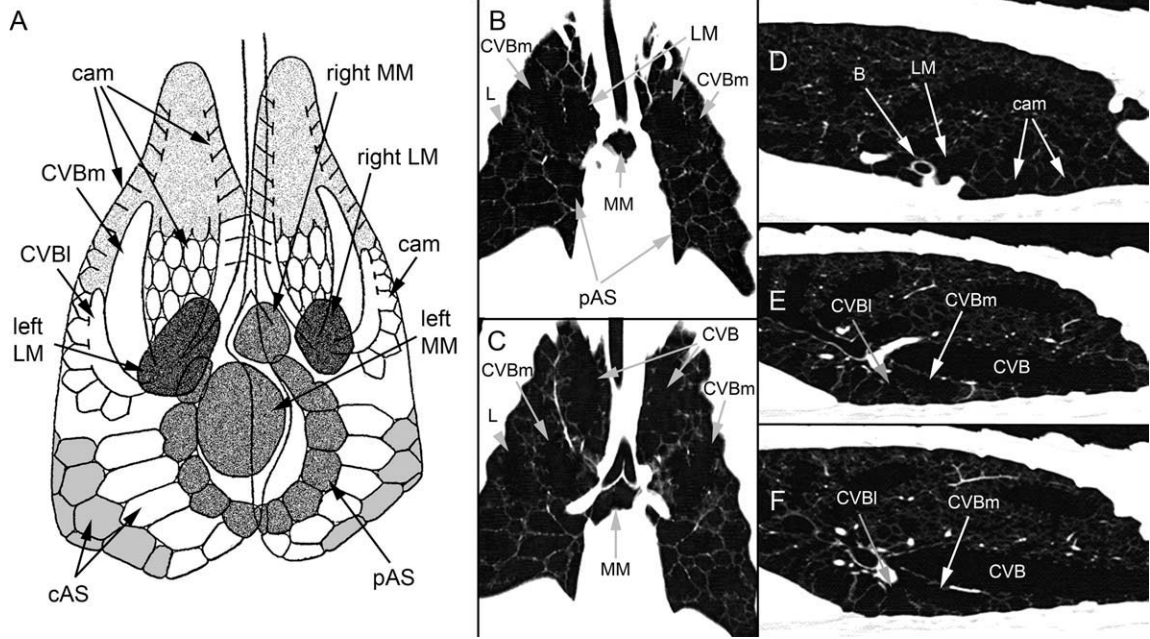 A
cam
CVBm
CVBl
left
LM
right MM
right LM
cam
left
MM
cAS
pAS
B
CVBm
LM
CVBm
L
MM
pAS
C
CVB
CVBm
CVBm
L
MM
D
B
LM
cam
E
CVBl
CVBm
CVB
F
CVBl
CVBm
CVB